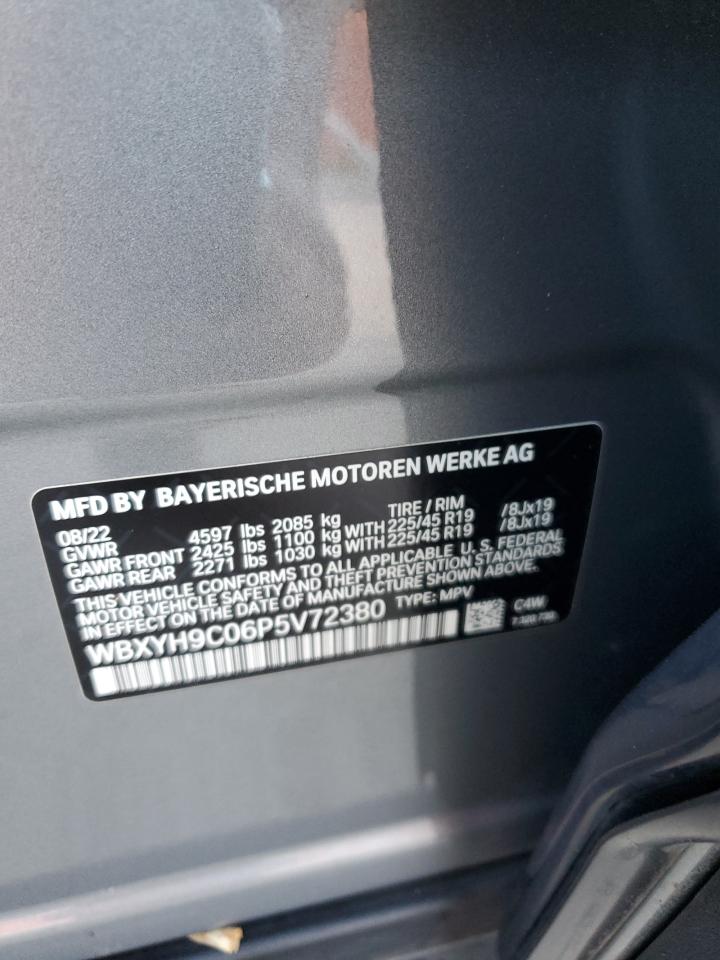 MFD BY BAYERISCHE MOTOREN WERKE AG
08/22 TIRE / RIM
GVWR 4597 lbs 2085 kg
GAWR FRONT 2425 lbs 1100 kg WITH 225/45 R19 /8Jx19
GAWR REAR 2271 lbs 1030 kg WITH 225/45 R19 /8Jx19
THIS VEHICLE CONFORMS TO ALL APPLICABLE U. S. FEDERAL
MOTOR VEHICLE SAFETY AND THEFT PREVENTION STANDARDS
IN EFFECT ON THE DATE OF MANUFACTURE SHOWN ABOVE.
WBXYH9C06P5V72380 TYPE: MPV
C4W